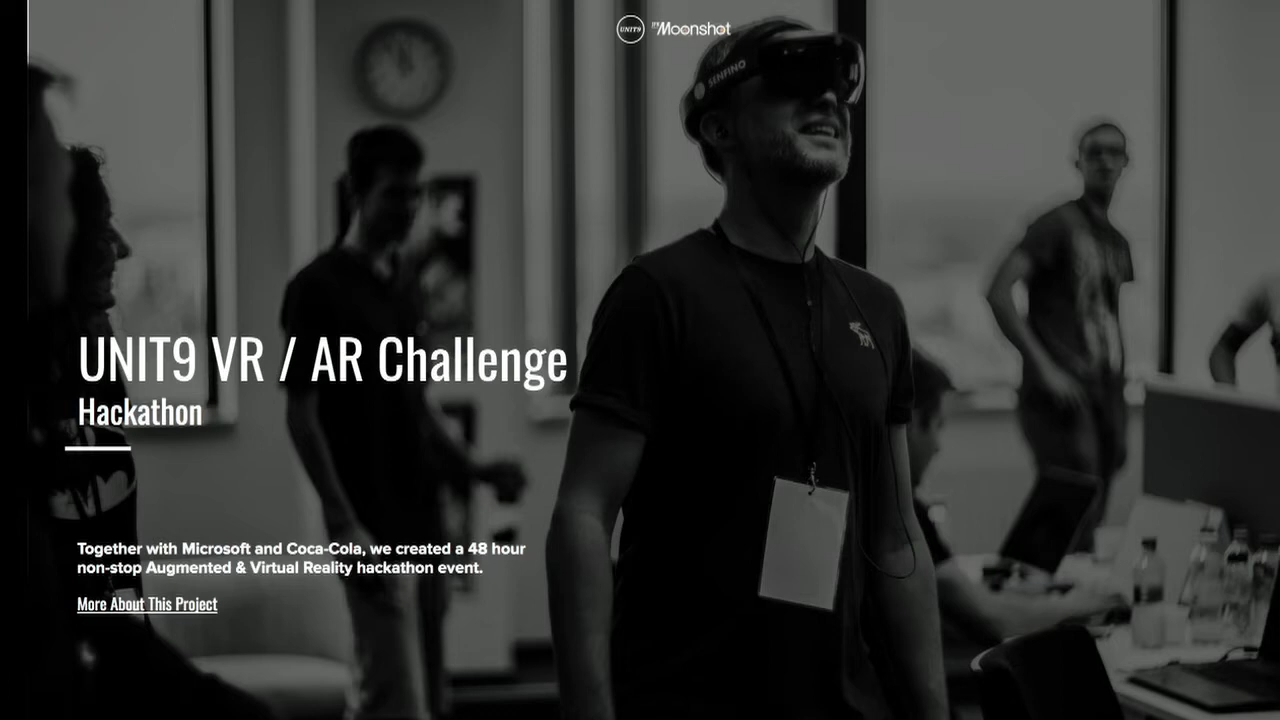 UNIT9
Moonshot
SENFINO
UNIT9 VR / AR Challenge
Hackathon
Together with Microsoft and Coca-Cola, we created a 48 hour
non-stop Augmented & Virtual Reality hackathon event.
More About This Project